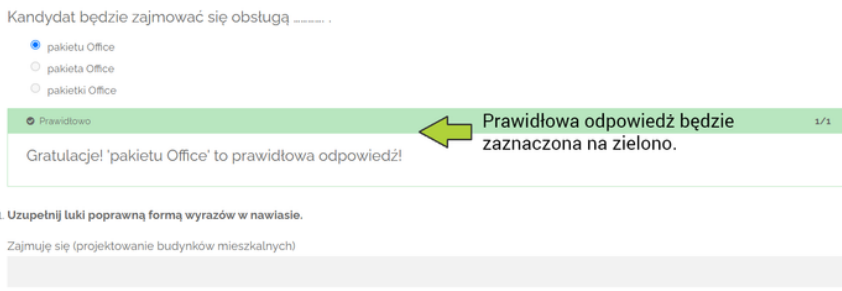 Kandydat będzie zajmować się obsługą ............ .
pakietu Office
pakieta Office
pakietki Office
Prawidłowo
1/1
Prawidłowa odpowiedź będzie
zaznaczona na zielono.
Gratulacje! 'pakietu Office' to prawidłowa odpowiedź!
1. Uzupełnij luki poprawną formą wyrazów w nawiasie.
Zajmuję się (projektowanie budynków mieszkalnych)